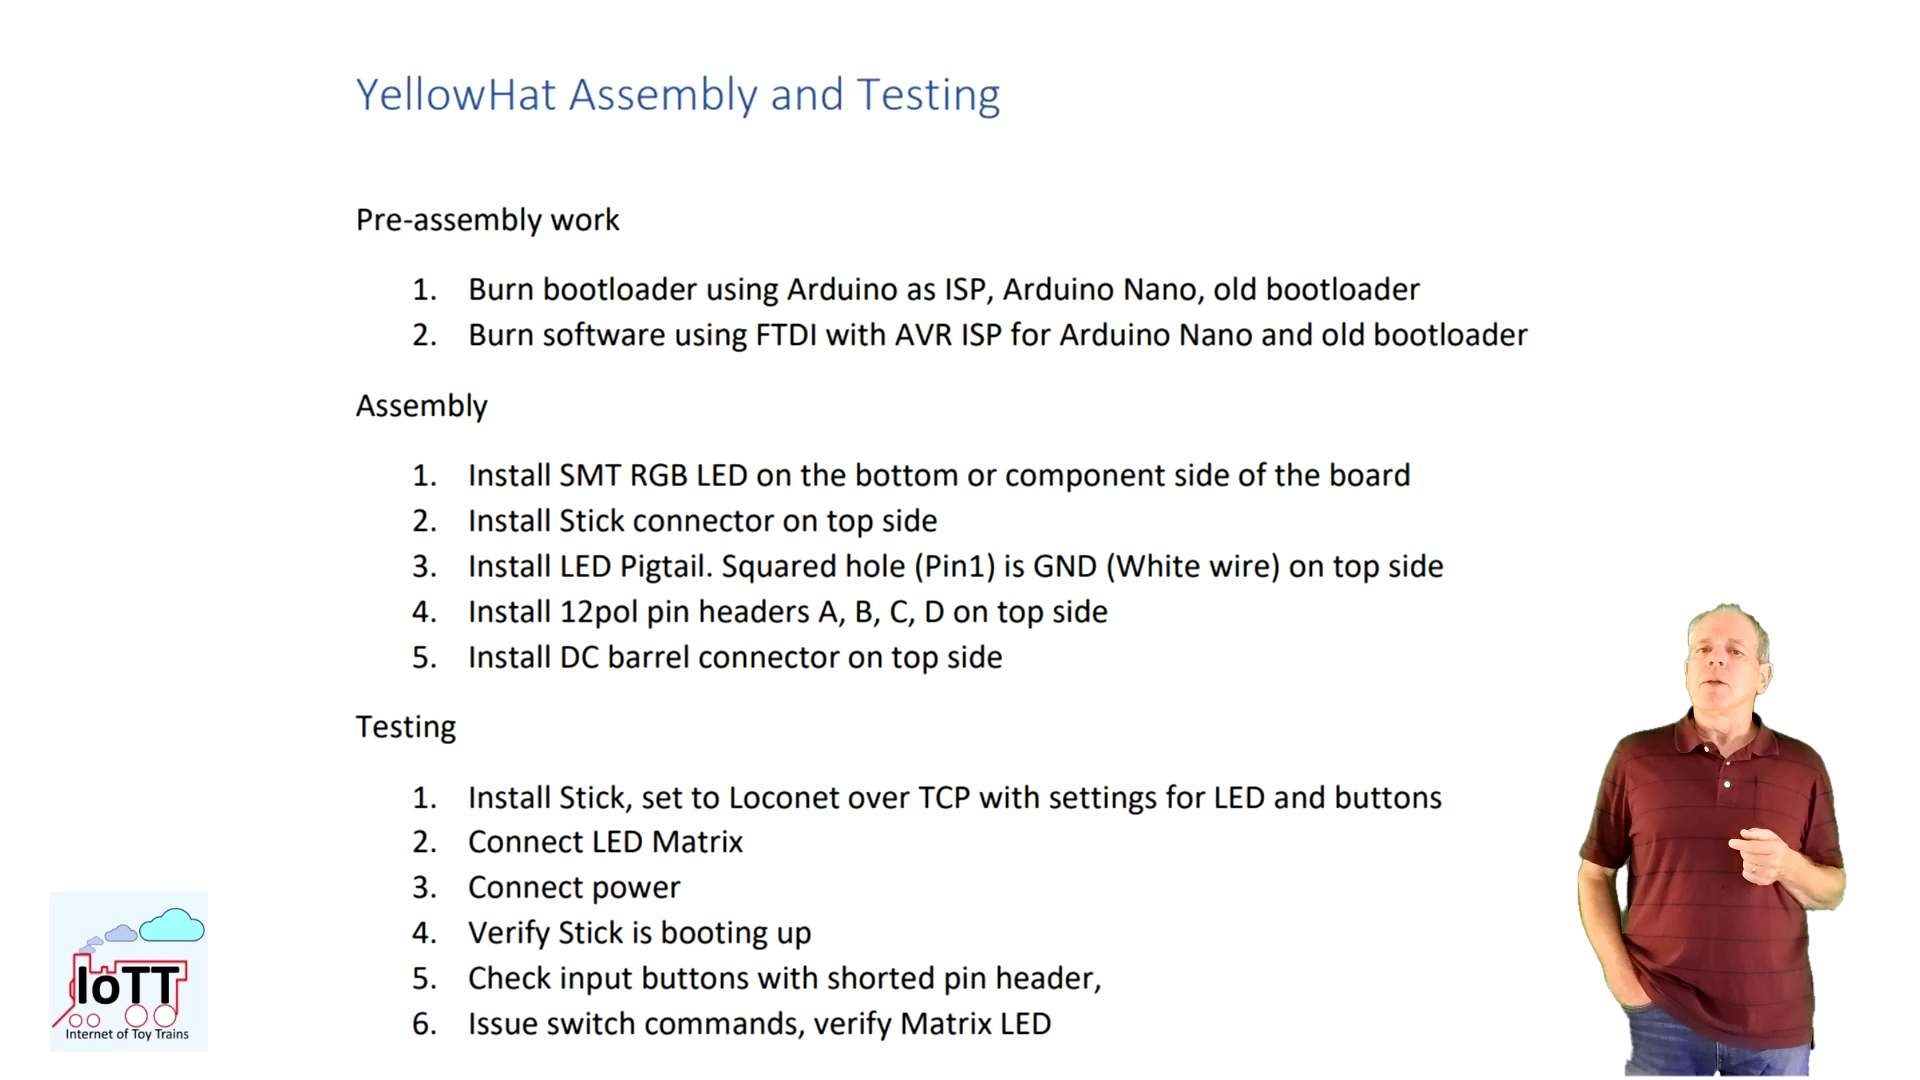 YellowHat Assembly and Testing
Pre-assembly work
1. Burn bootloader using Arduino as ISP, Arduino Nano, old bootloader
2. Burn software using FTDI with AVR ISP for Arduino Nano and old bootloader
Assembly
1. Install SMT RGB LED on the bottom or component side of the board
2. Install Stick connector on top side
3. Install LED Pigtail. Squared hole (Pin1) is GND (White wire) on top side
4. Install 12pol pin headers A, B, C, D on top side
5. Install DC barrel connector on top side
Testing
1. Install Stick, set to Loconet over TCP with settings for LED and buttons
2. Connect LED Matrix
3. Connect power
4. Verify Stick is booting up
5. Check input buttons with shorted pin header,
6. Issue switch commands, verify Matrix LED
IoTT
Internet of Toy Trains